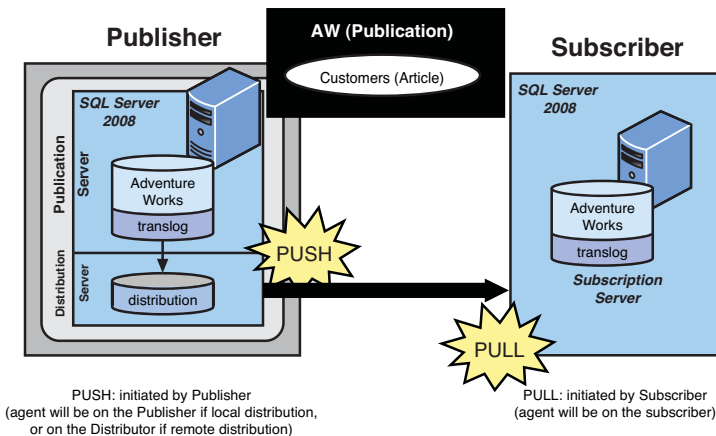 Publisher
AW (Publication)
Customers (Article)
Subscriber
SQL Server
2008
Publication
Server
Adventure
Works
translog
Distribution
Server
distribution
PUSH
SQL Server
2008
Adventure
Works
translog
Subscription
Server
PULL
PUSH: initiated by Publisher
(agent will be on the Publisher if local distribution,
or on the Distributor if remote distribution)
PULL: initiated by Subscriber
(agent will be on the subscriber)